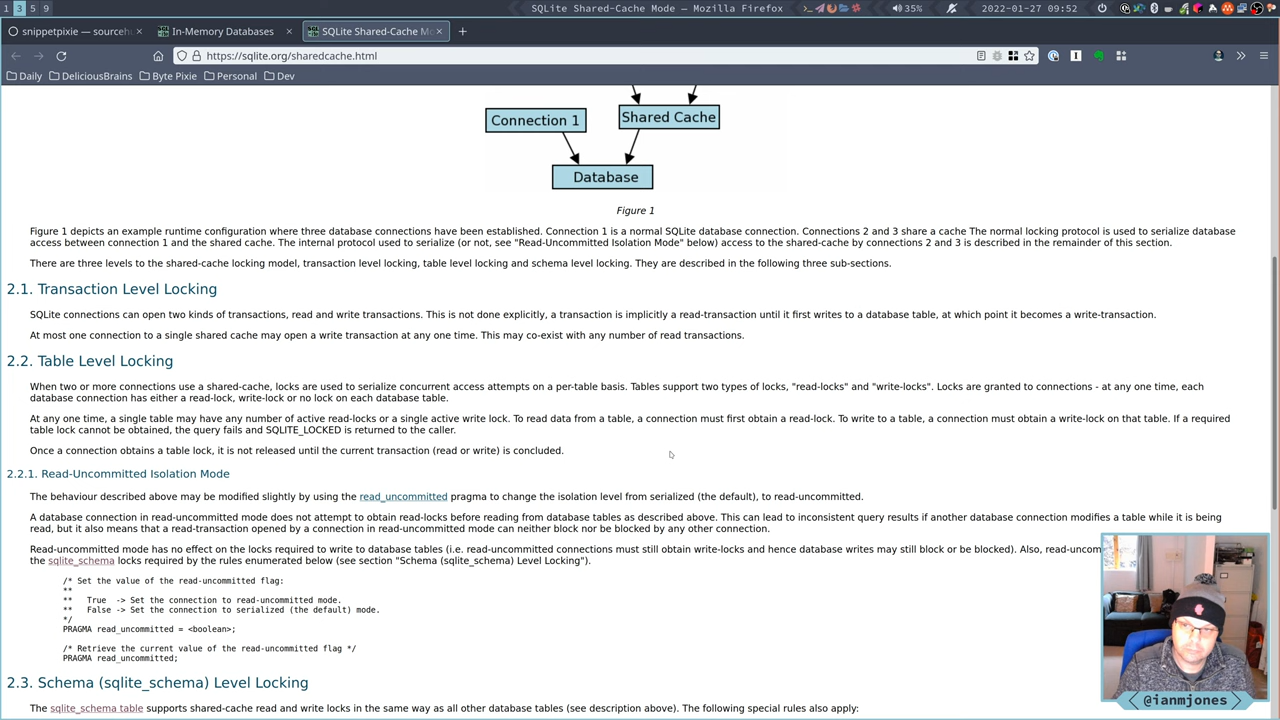 1 3 5 9
SQLite Shared-Cache Mode — Mozilla Firefox
35%
2022-01-27 09:52
snippetpixie — sourceh
In-Memory Databases
SQLite Shared-Cache Mo
https://sqlite.org/sharedcache.html
Daily
DeliciousBrains
Byte Pixie
Personal
Dev
Connection 1
Shared Cache
Database
Figure 1
Figure 1 depicts an example runtime configuration where three database connections have been established. Connection 1 is a normal SQLite database connection. Connections 2 and 3 share a cache The normal locking protocol is used to serialize database
access between connection 1 and the shared cache. The internal protocol used to serialize (or not, see "Read-Uncommitted Isolation Mode" below) access to the shared-cache by connections 2 and 3 is described in the remainder of this section.
There are three levels to the shared-cache locking model, transaction level locking, table level locking and schema level locking. They are described in the following three sub-sections.
2.1. Transaction Level Locking
SQLite connections can open two kinds of transactions, read and write transactions. This is not done explicitly, a transaction is implicitly a read-transaction until it first writes to a database table, at which point it becomes a write-transaction.
At most one connection to a single shared cache may open a write transaction at any one time. This may co-exist with any number of read transactions.
2.2. Table Level Locking
When two or more connections use a shared-cache, locks are used to serialize concurrent access attempts on a per-table basis. Tables support two types of locks, "read-locks" and "write-locks". Locks are granted to connections - at any one time, each
database connection has either a read-lock, write-lock or no lock on each database table.
At any one time, a single table may have any number of active read-locks or a single active write lock. To read data from a table, a connection must first obtain a read-lock. To write to a table, a connection must obtain a write-lock on that table. If a required
table lock cannot be obtained, the query fails and SQLITE_LOCKED is returned to the caller.
Once a connection obtains a table lock, it is not released until the current transaction (read or write) is concluded.
2.2.1. Read-Uncommitted Isolation Mode
The behaviour described above may be modified slightly by using the read_uncommitted pragma to change the isolation level from serialized (the default), to read-uncommitted.
A database connection in read-uncommitted mode does not attempt to obtain read-locks before reading from database tables as described above. This can lead to inconsistent query results if another database connection modifies a table while it is being
read, but it also means that a read-transaction opened by a connection in read-uncommitted mode can neither block nor be blocked by any other connection.
Read-uncommitted mode has no effect on the locks required to write to database tables (i.e. read-uncommitted connections must still obtain write-locks and hence database writes may still block or be blocked). Also, read-uncom
the sqlite_schema locks required by the rules enumerated below (see section "Schema (sqlite_schema) Level Locking").
/* Set the value of the read-uncommitted flag:
**
** True -> Set the connection to read-uncommitted mode.
** False -> Set the connection to serialized (the default) mode.
*/
PRAGMA read_uncommitted = <boolean>;
/* Retrieve the current value of the read-uncommitted flag */
PRAGMA read_uncommitted;
2.3. Schema (sqlite_schema) Level Locking
The sqlite_schema table supports shared-cache read and write locks in the same way as all other database tables (see description above). The following special rules also apply:
@ianmjones